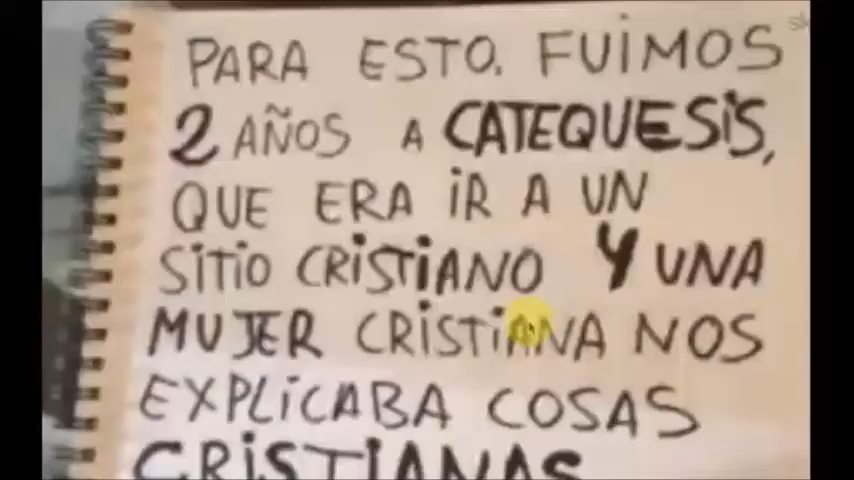 PARA ESTO. FUIMOS
2 AÑOS A CATEQUESIS,
QUE ERA IR A UN
SITIO CRISTIANO Y UNA
MUJER CRISTIANA NOS
EXPLICABA COSAS
CRISTIANAS